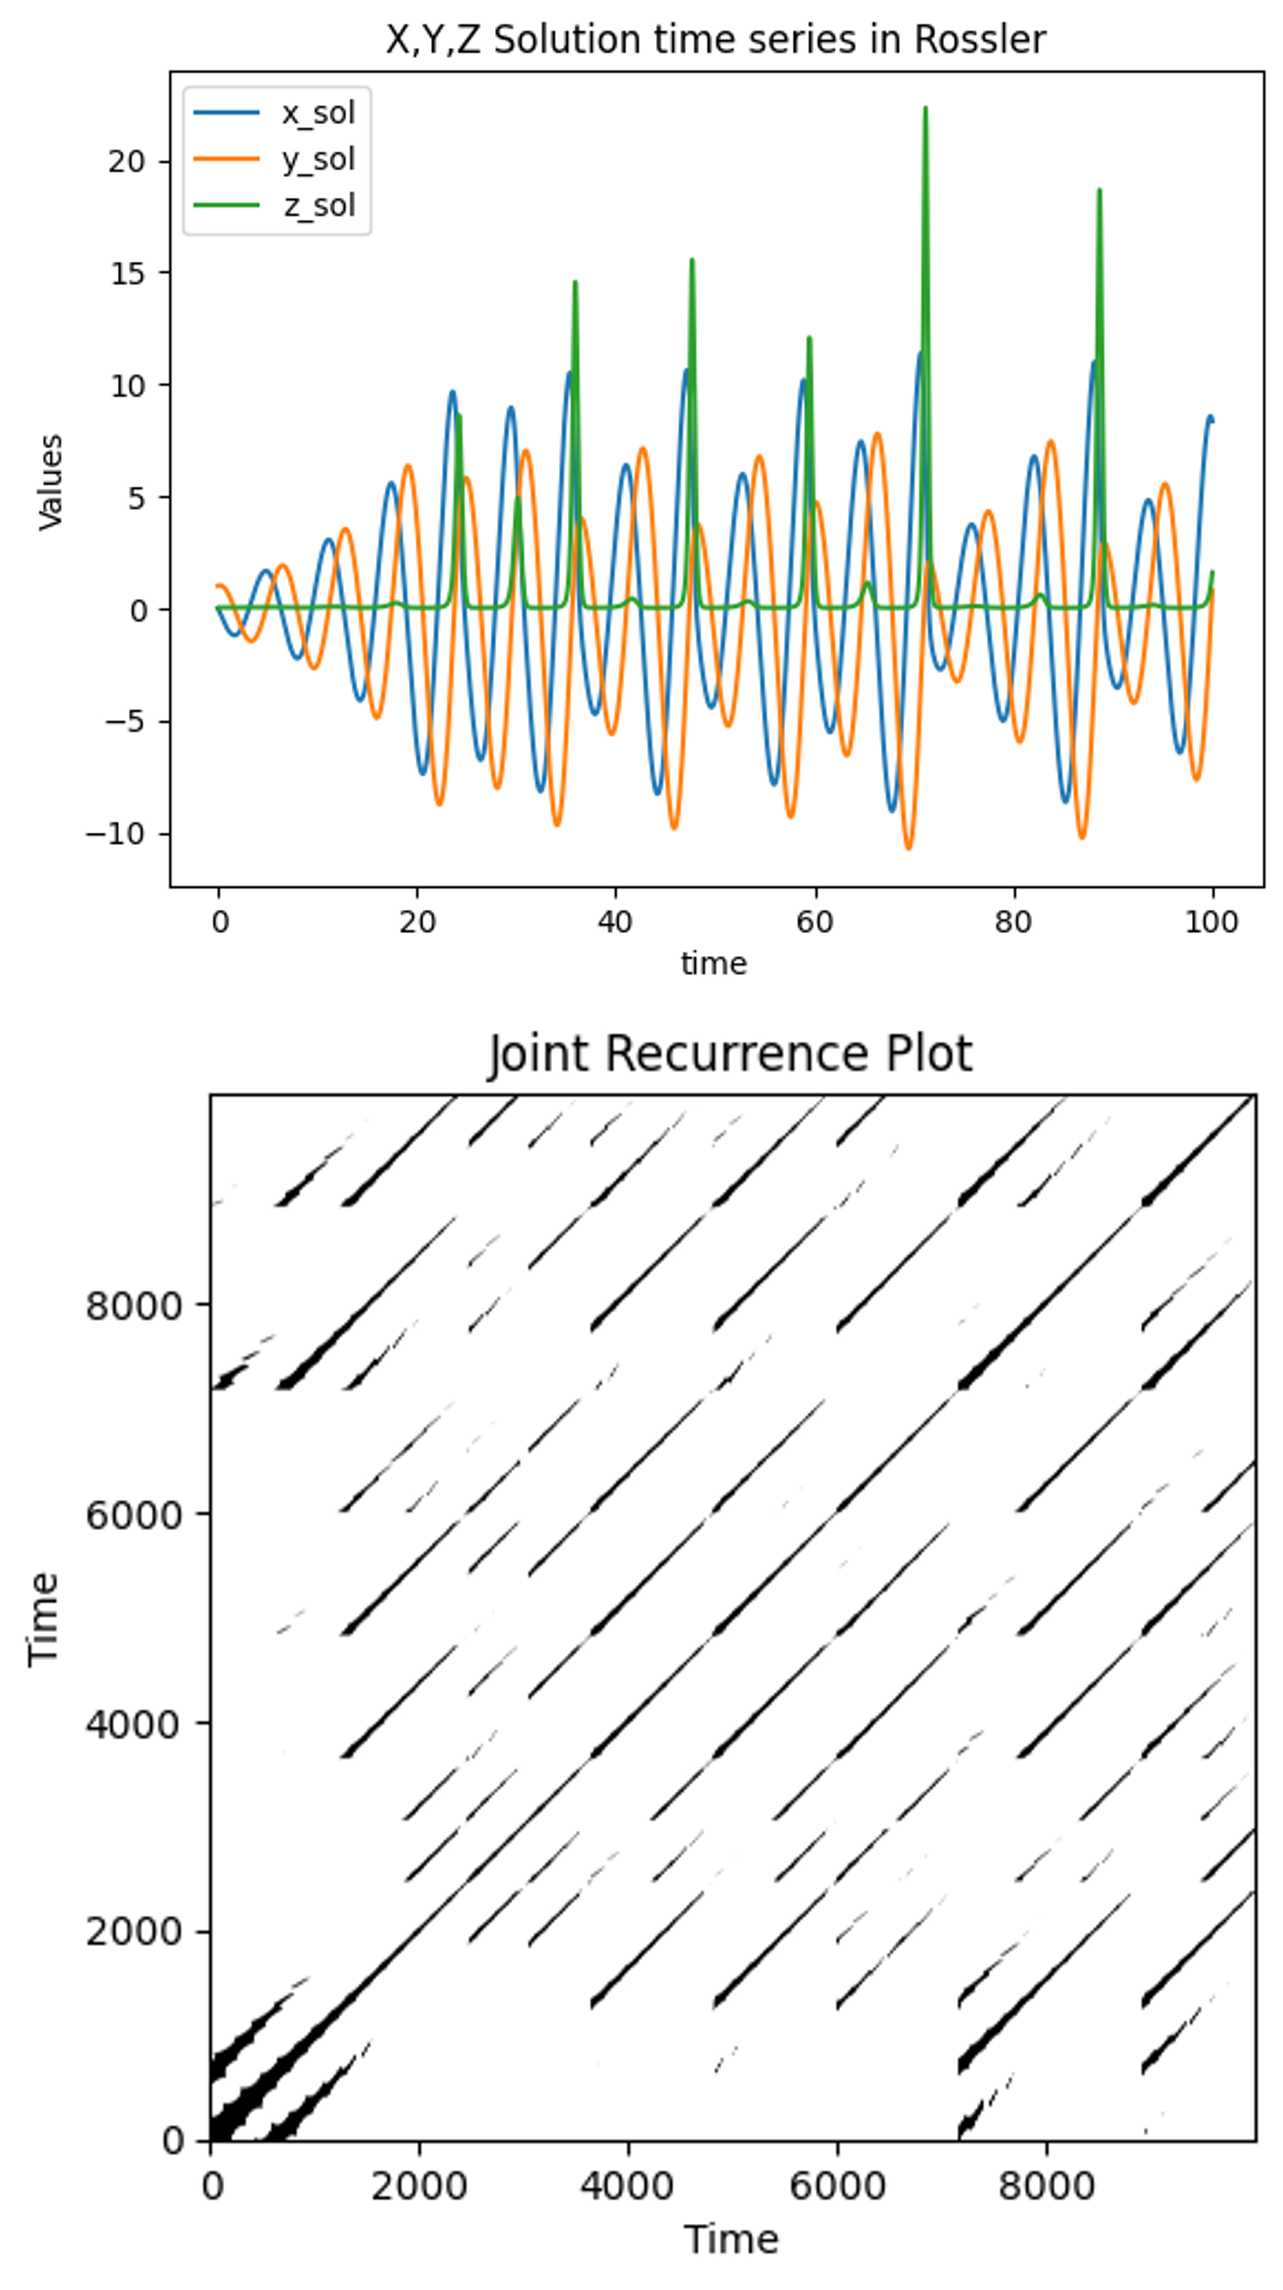 X,Y,Z Solution time series in Rossler
x_sol
y_sol
z_sol
20
15
10
5
0
−5
−10
Values
0 20 40 60 80 100
time
Joint Recurrence Plot
8000
6000
4000
2000
0
Time
0 2000 4000 6000 8000
Time